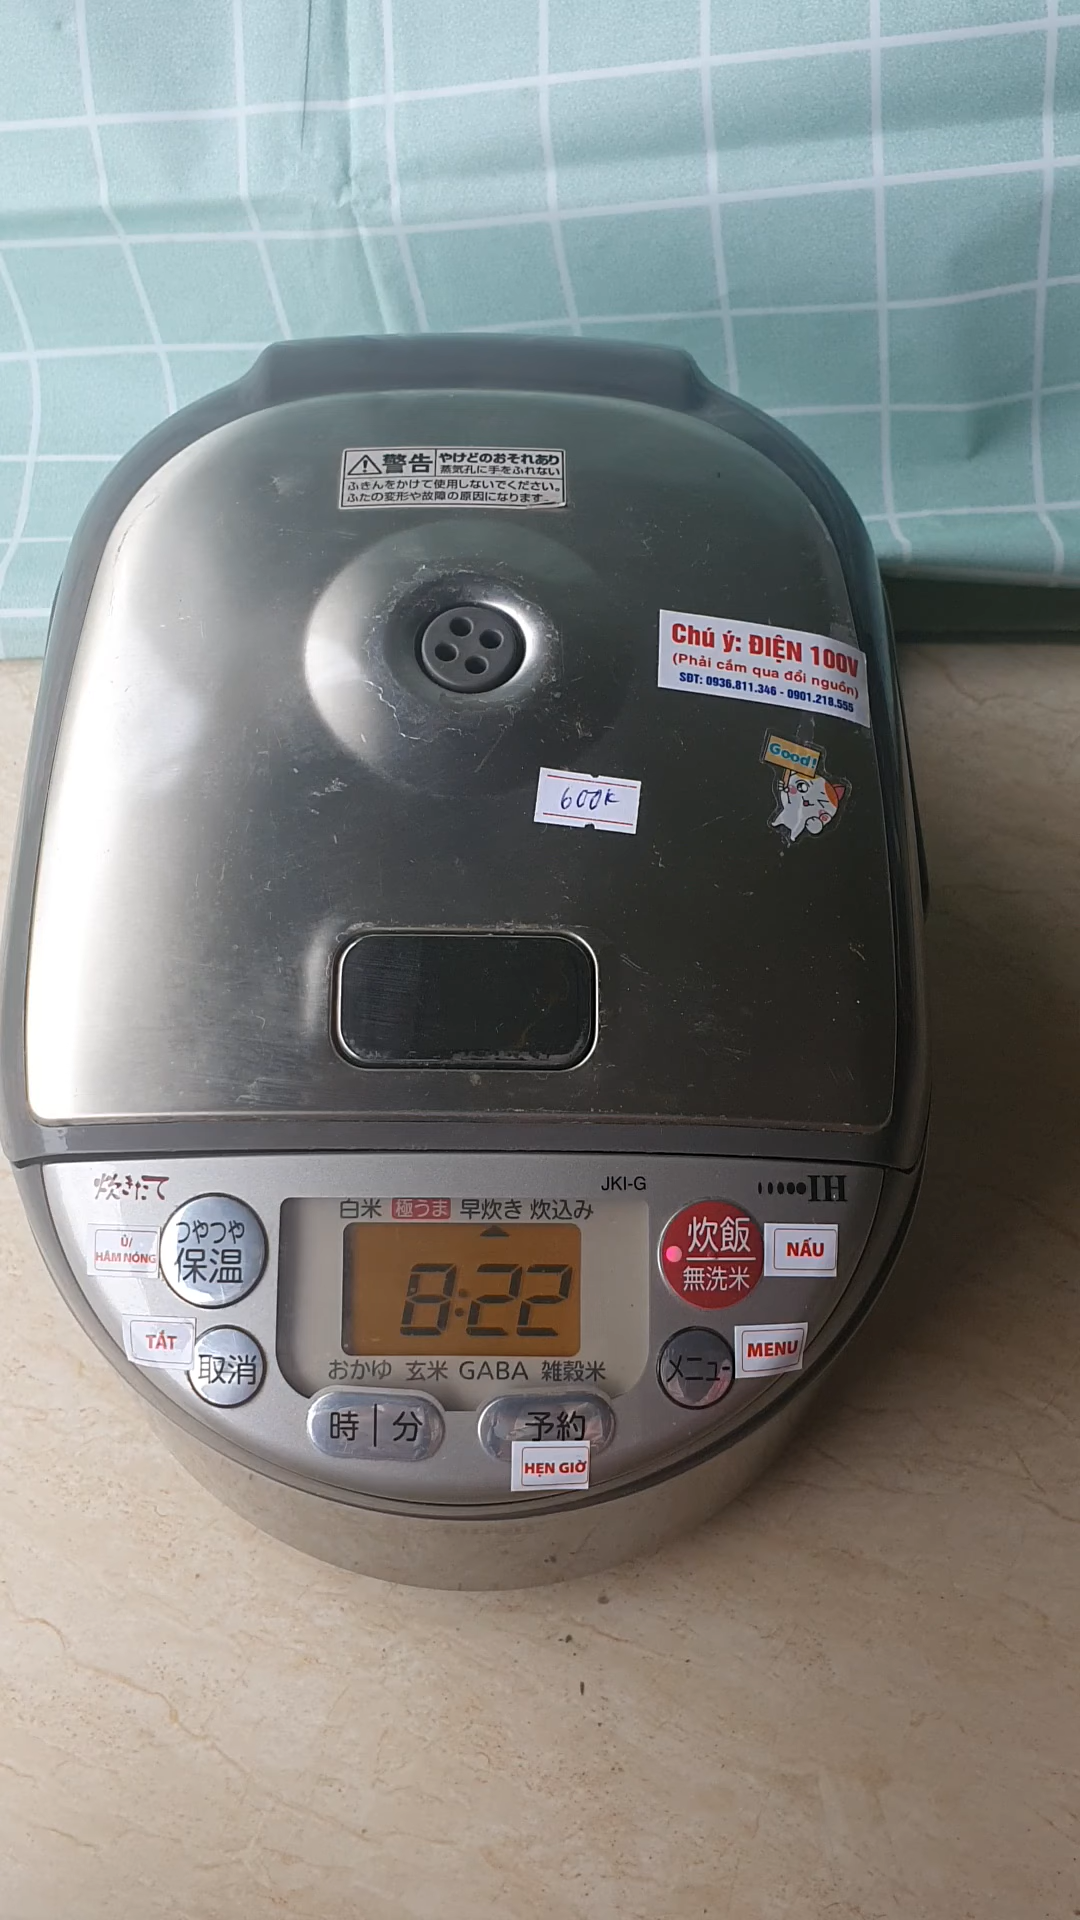 警告 やけどのおそれあり
蒸気孔に手をふれない
ふきんをかけて使用しないでください。
ふたの変形や故障の原因になります。
Chú ý: ĐIỆN 100V
(Phải cắm qua đổi nguồn)
SĐT: 0936.811.346 - 0901.218.555
Good!
600K
炊きたて
JKI-G
IH
白米 極うま 早炊き 炊込み
Ủ/
HÂM NÓNG
つやつや
保温
8:22
炊飯
無洗米
NẤU
TẮT
取消
おかゆ 玄米 GABA 雑穀米
メニュー
MENU
時|分
予約
HẸN GIỜ